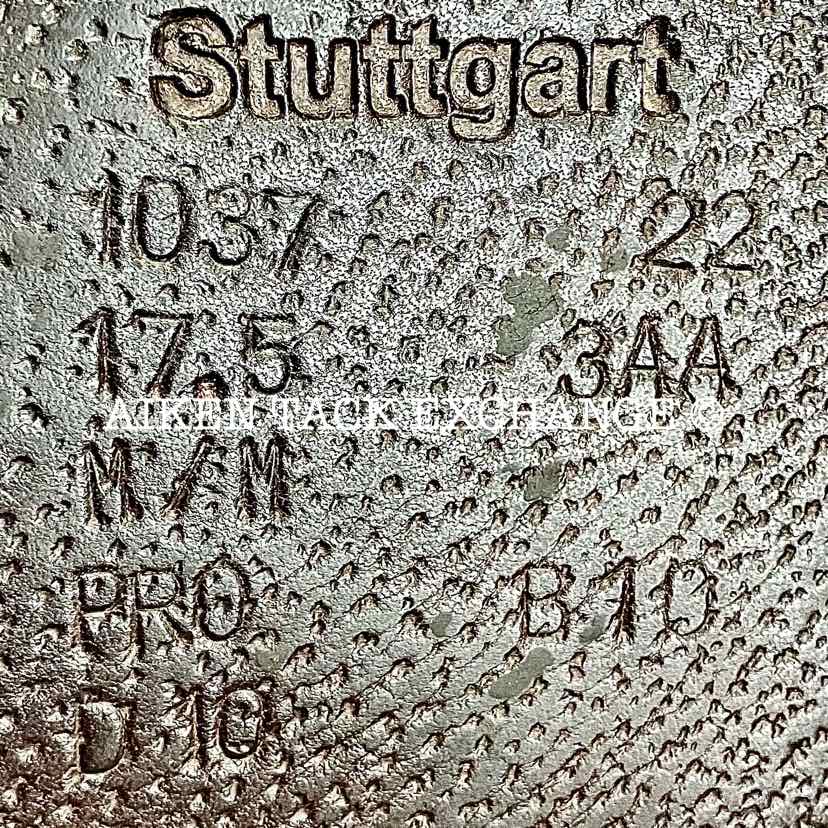 Stuttgart
1037 22
17.5 3AA
AIKEN TACK EXCHANGE ©
M/M
PRO B10
D 10